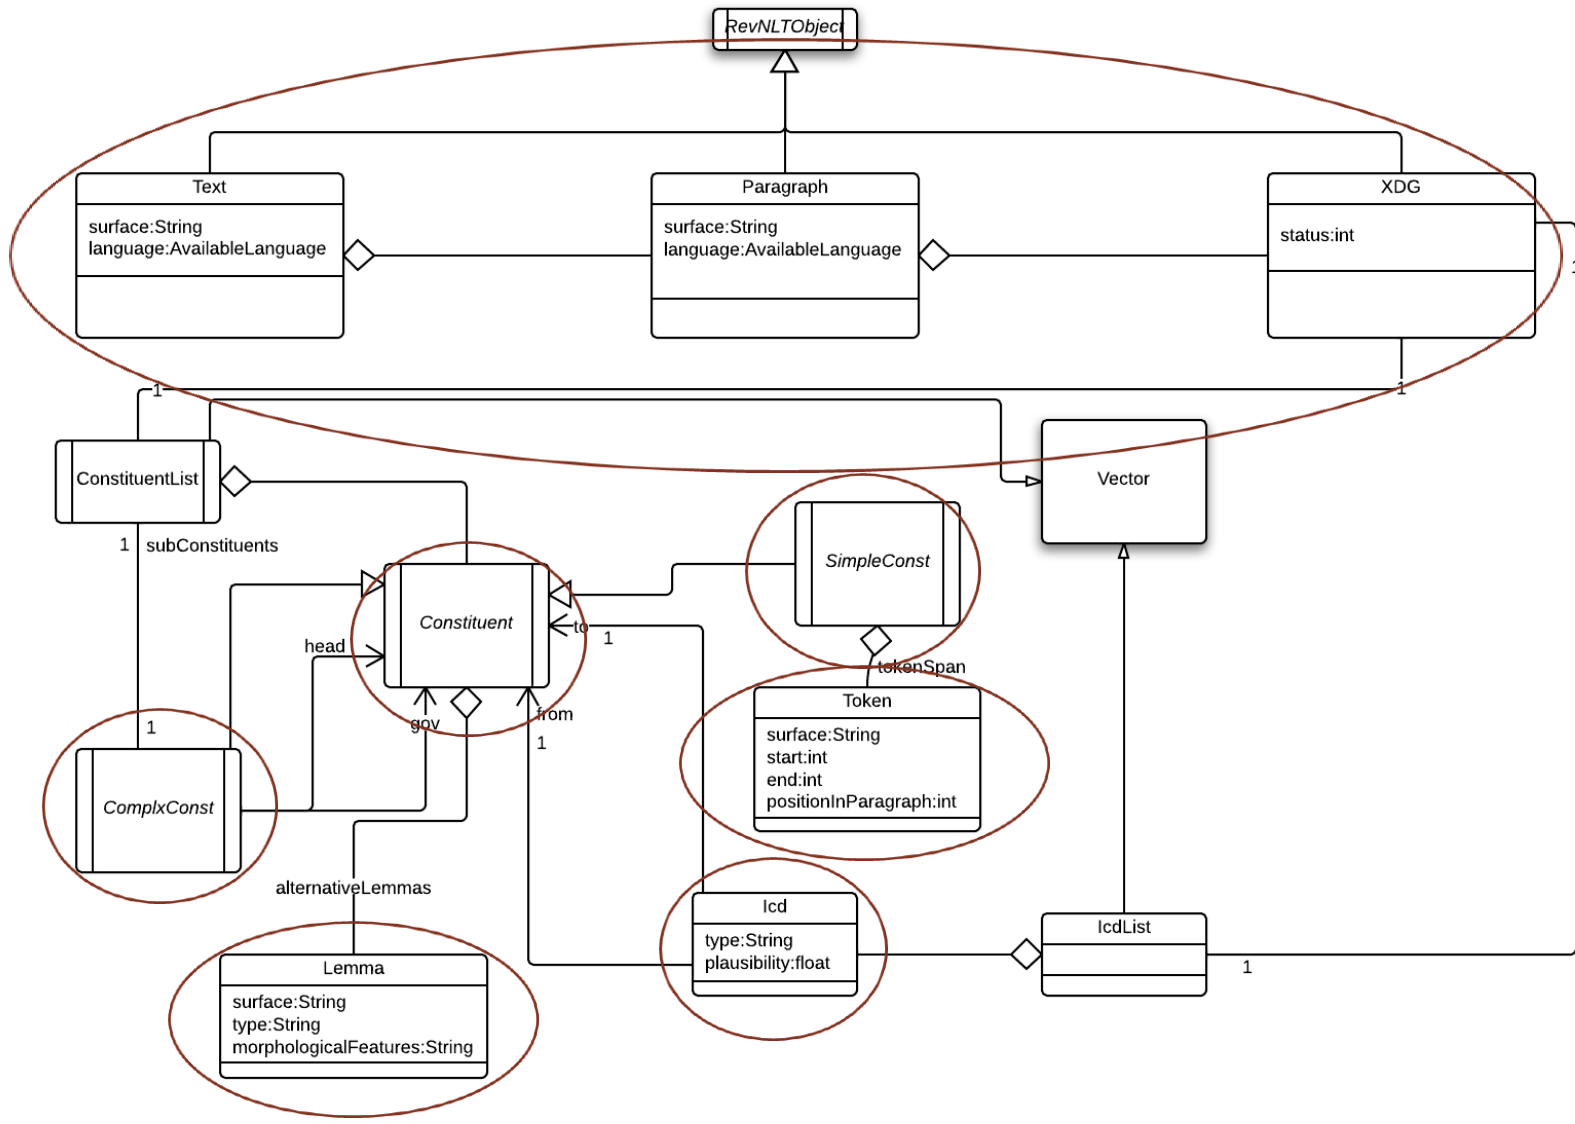 RevNLTObject
Text
surface:String
language:AvailableLanguage
Paragraph
surface:String
language:AvailableLanguage
XDG
status:int
1
1
1
ConstituentList
Vector
1
subConstituents
SimpleConst
Constituent
to
1
head
tokenSpan
gov
from
1
1
Token
surface:String
start:int
end:int
positionInParagraph:int
ComplxConst
alternativeLemmas
Icd
type:String
plausibility:float
IcdList
1
Lemma
surface:String
type:String
morphologicalFeatures:String